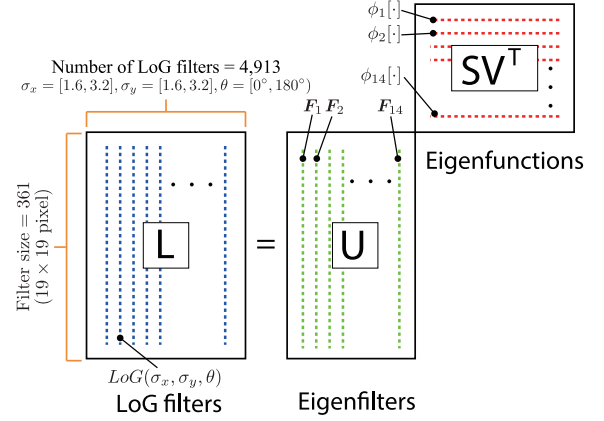 Number of LoG filters = 4,913
σx = [1.6, 3.2], σy = [1.6, 3.2], θ = [0°, 180°)
Filter size = 361
(19 × 19 pixel)
L
. . .
LoG(σx, σy, θ)
LoG filters
=
F1 F2 F14
. . .
U
Eigenfilters
ϕ1[·]
ϕ2[·]
ϕ14[·]
SV^T
Eigenfunctions